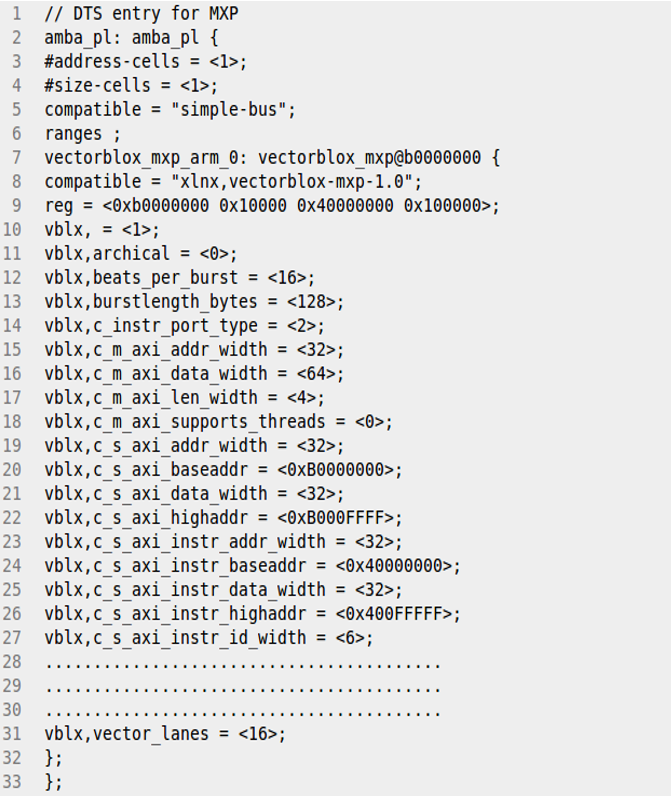 1 // DTS entry for MXP
2 amba_pl: amba_pl {
3 #address-cells = <1>;
4 #size-cells = <1>;
5 compatible = "simple-bus";
6 ranges ;
7 vectorblox_mxp_arm_0: vectorblox_mxp@b0000000 {
8 compatible = "xlnx,vectorblox-mxp-1.0";
9 reg = <0xb0000000 0x10000 0x40000000 0x100000>;
10 vblx, = <1>;
11 vblx,archical = <0>;
12 vblx,beats_per_burst = <16>;
13 vblx,burstlength_bytes = <128>;
14 vblx,c_instr_port_type = <2>;
15 vblx,c_m_axi_addr_width = <32>;
16 vblx,c_m_axi_data_width = <64>;
17 vblx,c_m_axi_len_width = <4>;
18 vblx,c_m_axi_supports_threads = <0>;
19 vblx,c_s_axi_addr_width = <32>;
20 vblx,c_s_axi_baseaddr = <0xB0000000>;
21 vblx,c_s_axi_data_width = <32>;
22 vblx,c_s_axi_highaddr = <0xB000FFFF>;
23 vblx,c_s_axi_instr_addr_width = <32>;
24 vblx,c_s_axi_instr_baseaddr = <0x40000000>;
25 vblx,c_s_axi_instr_data_width = <32>;
26 vblx,c_s_axi_instr_highaddr = <0x400FFFFF>;
27 vblx,c_s_axi_instr_id_width = <6>;
28 .........................................
29 .........................................
30 .........................................
31 vblx,vector_lanes = <16>;
32 };
33 };